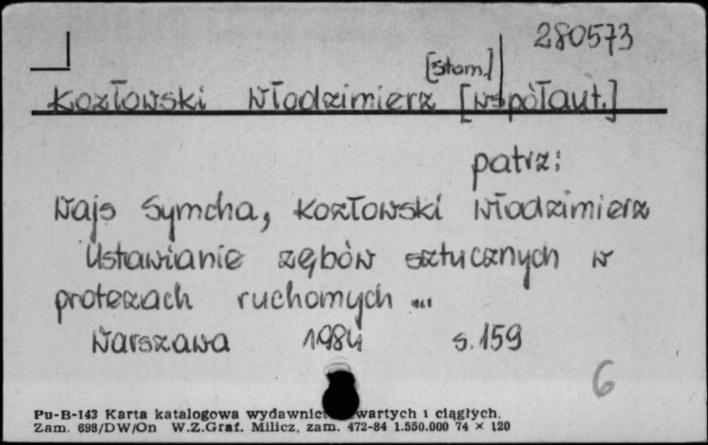 280573
[stom.]
Kozłowski Włodzimierz [współaut.]
patrz:
Wajs Symcha, Kozłowski Włodzimierz
Ustawianie zębów sztucznych w
protezach ruchomych ...
Warszawa 1984 s. 159
6
Pu-B-143 Karta katalogowa wydawnict wartych i ciągłych.
Zam. 698/DW/On W.Z.Graf. Milicz, zam. 472-84 1.550.000 74 × 120